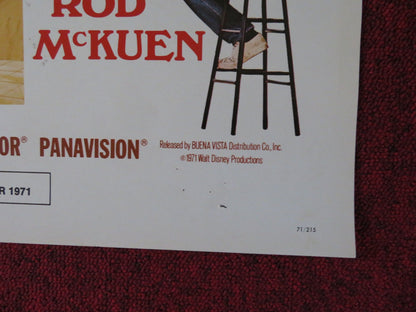 ROD
McKUEN
OR® PANAVISION®
Released by BUENA VISTA Distribution Co., Inc.
©1971 Walt Disney Productions
R 1971
71/215